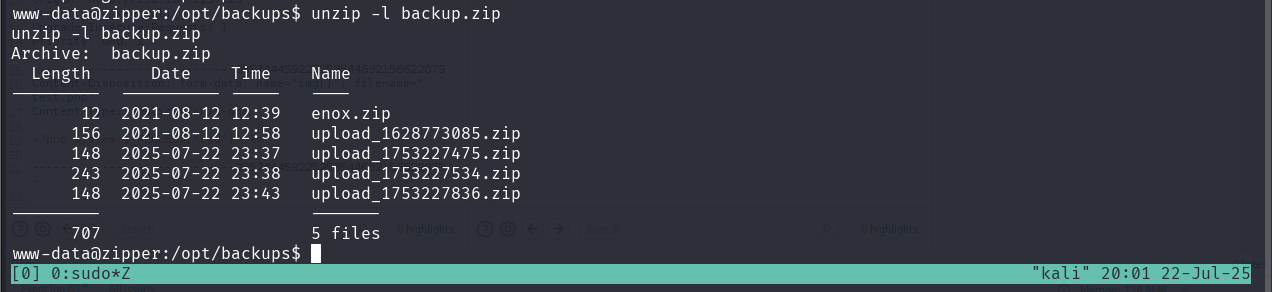 www-data@zipper:/opt/backups$ unzip -l backup.zip
unzip -l backup.zip
Archive:  backup.zip
  Length      Date    Time    Name
---------  ---------- -----   ----
       12  2021-08-12 12:39   enox.zip
      156  2021-08-12 12:58   upload_1628773085.zip
      148  2025-07-22 23:37   upload_1753227475.zip
      243  2025-07-22 23:38   upload_1753227534.zip
      148  2025-07-22 23:43   upload_1753227836.zip
---------                     -------
      707                     5 files
www-data@zipper:/opt/backups$
[0] 0:sudo*Z "kali" 20:01 22-Jul-25